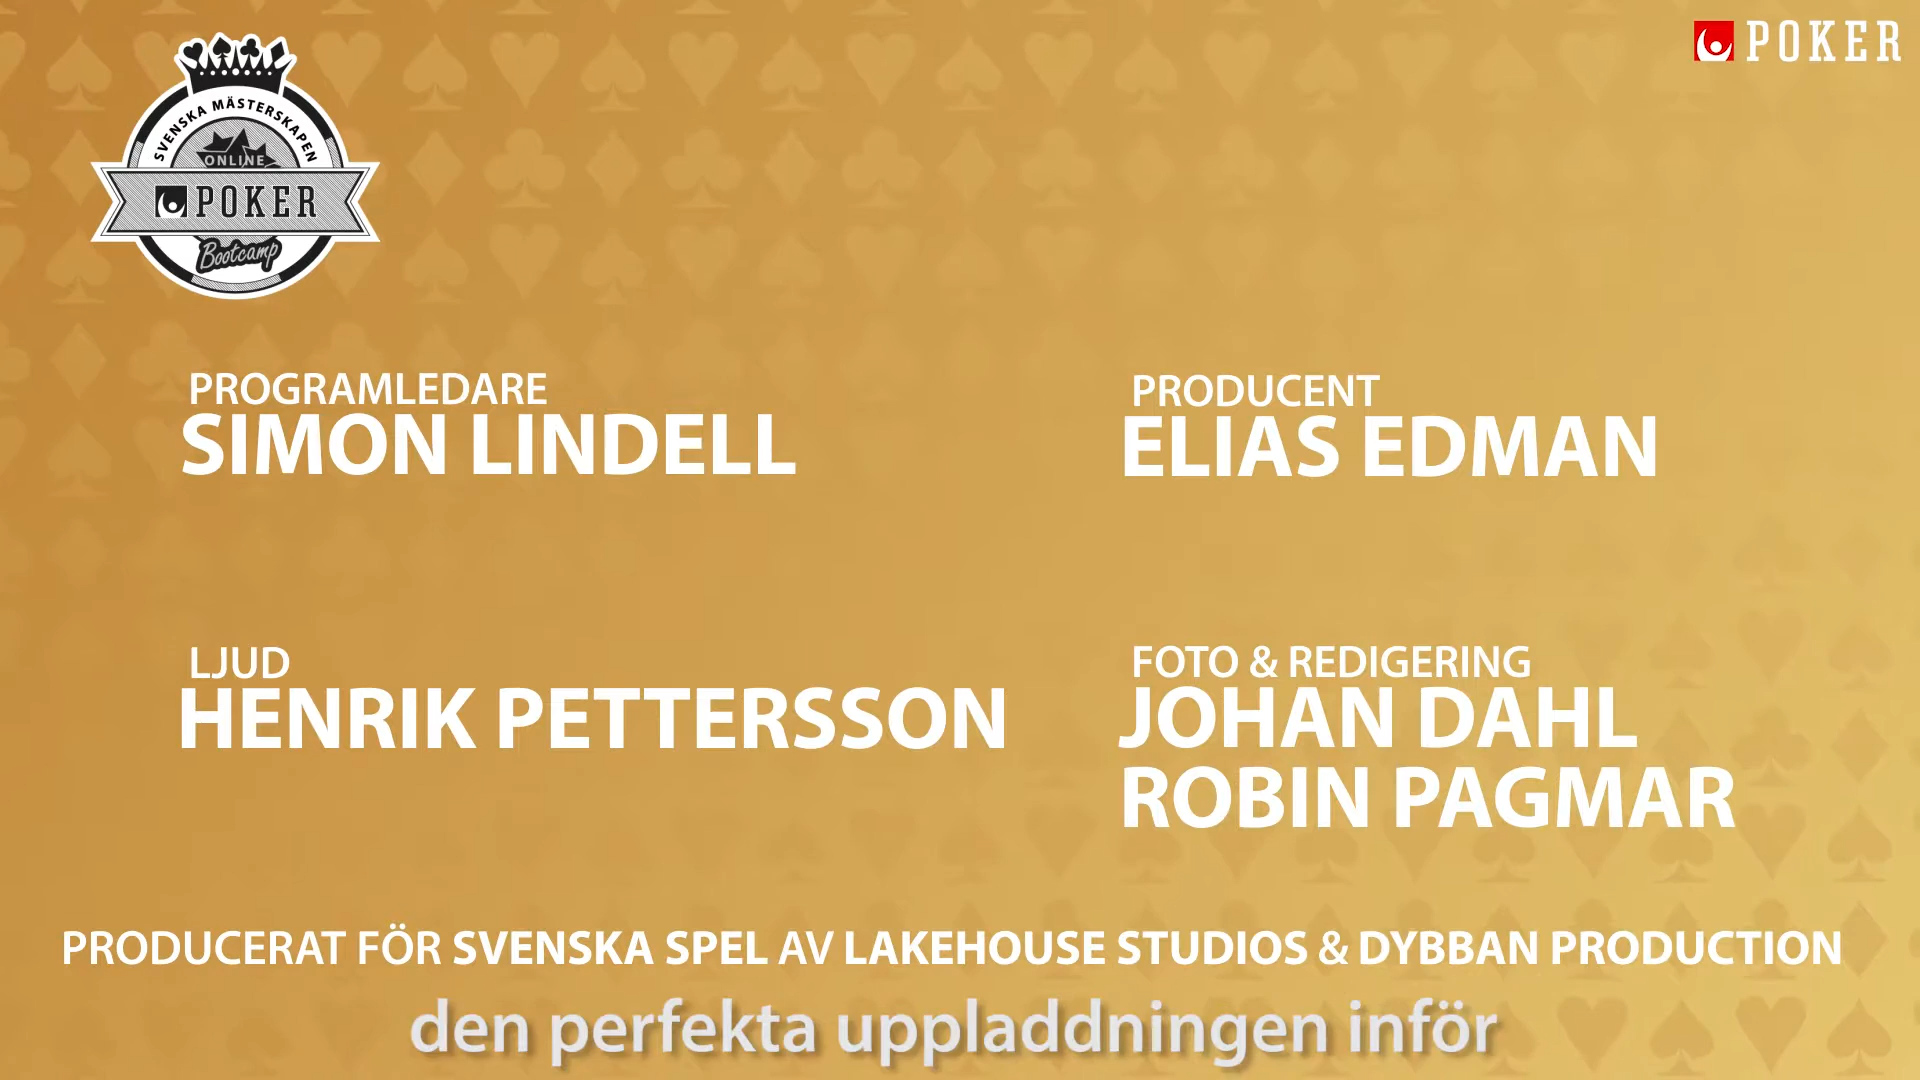 POKER
SVENSKA MÄSTERSKAPEN
ONLINE
POKER
Bootcamp
PROGRAMLEDARE
SIMON LINDELL
PRODUCENT
ELIAS EDMAN
LJUD
HENRIK PETTERSSON
FOTO & REDIGERING
JOHAN DAHL
ROBIN PAGMAR
PRODUCERAT FÖR SVENSKA SPEL AV LAKEHOUSE STUDIOS & DYBBAN PRODUCTION
den perfekta uppladdningen inför